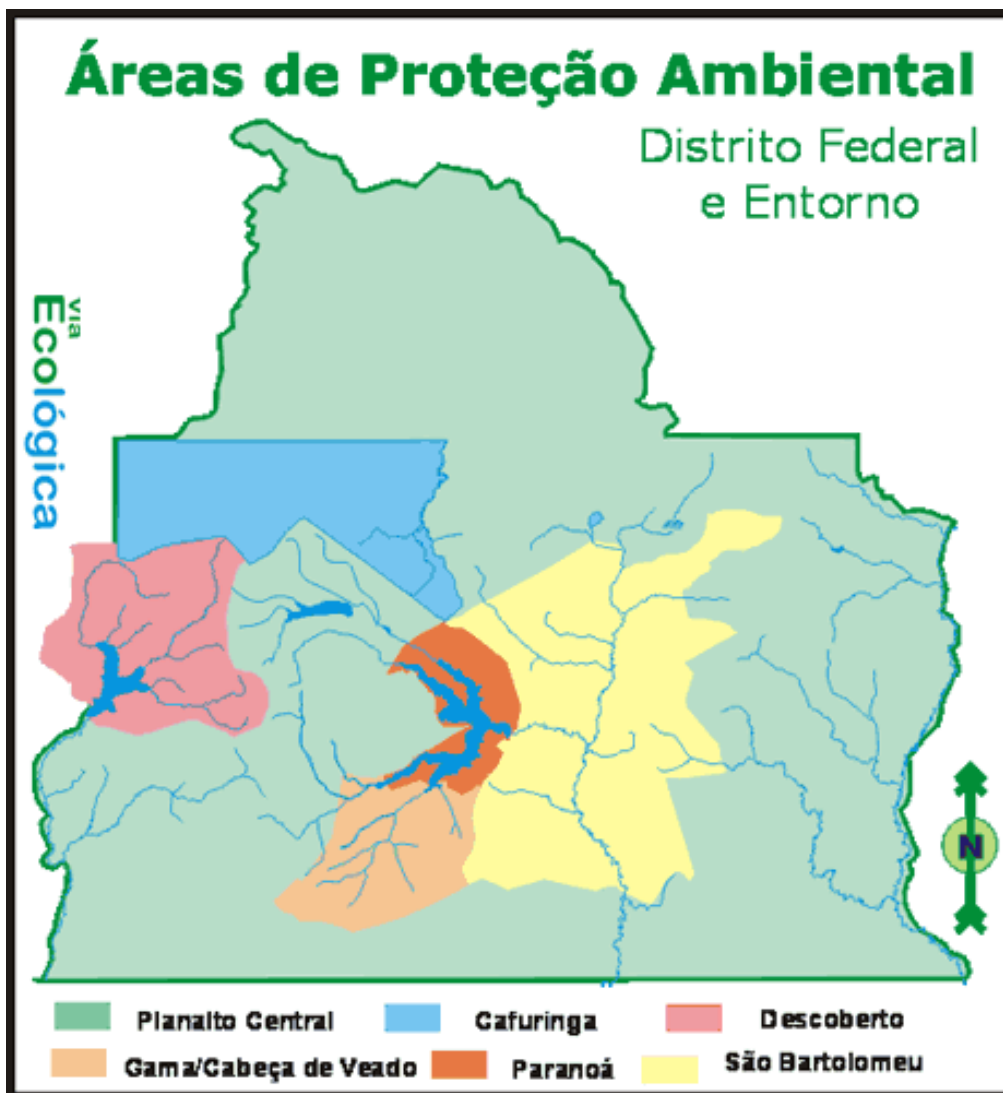 Áreas de Proteção Ambiental
Distrito Federal
e Entorno
Via
Ecológica
N
Planalto Central
Cafuringa
Descoberto
Gama/Cabeça de Veado
Paranoá
São Bartolomeu